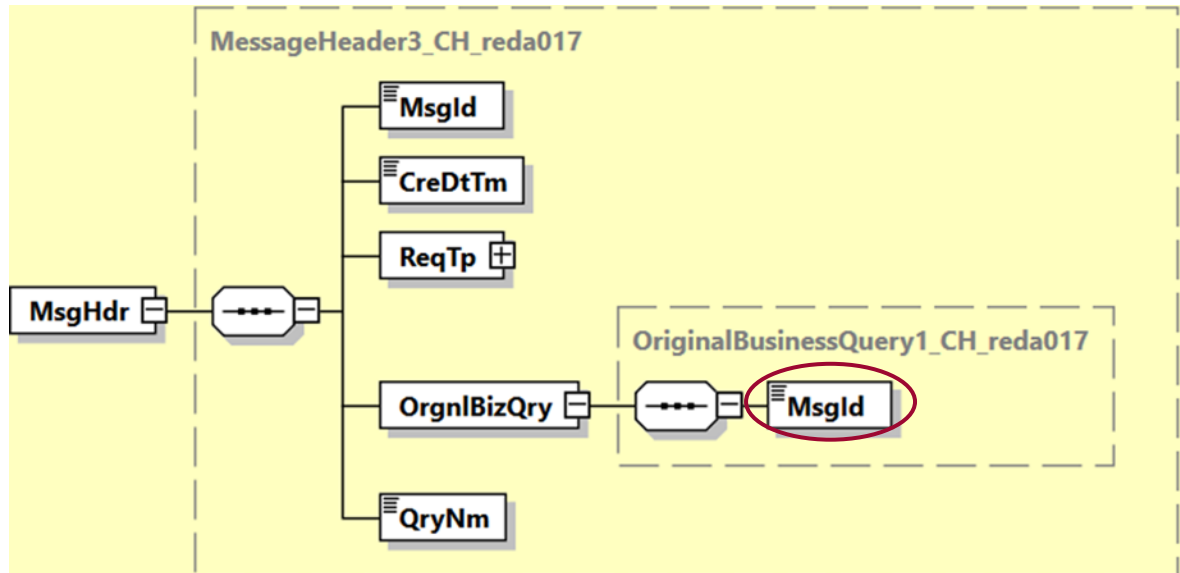 MessageHeader3_CH_reda017
MsgId
CreDtTm
ReqTp
MsgHdr
OriginalBusinessQuery1_CH_reda017
OrgnlBizQry
MsgId
QryNm